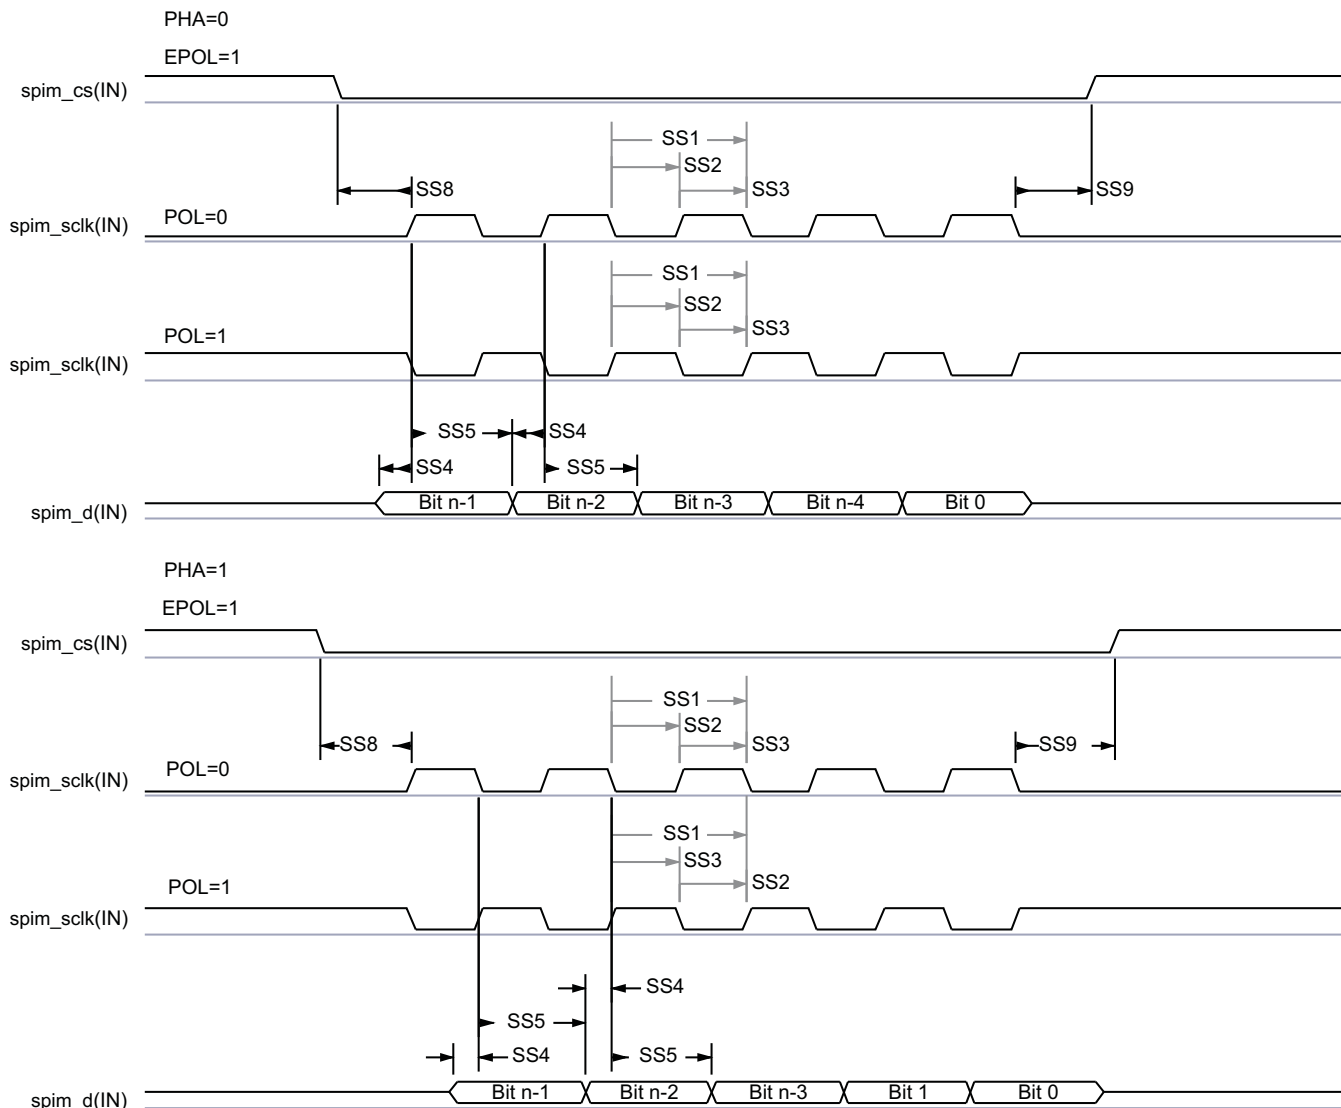 PHA=0
EPOL=1
spim_cs(IN)
SS1
SS2
SS8
SS3
SS9
POL=0
spim_sclk(IN)
SS1
SS2
SS3
POL=1
spim_sclk(IN)
SS5
SS4
SS4
SS5
Bit n-1
Bit n-2
Bit n-3
Bit n-4
Bit 0
spim_d(IN)
PHA=1
EPOL=1
spim_cs(IN)
SS1
SS2
SS8
SS3
SS9
POL=0
spim_sclk(IN)
SS1
SS3
SS2
POL=1
spim_sclk(IN)
SS4
SS5
SS4
SS5
Bit n-1
Bit n-2
Bit n-3
Bit 1
Bit 0
spim_d(IN)